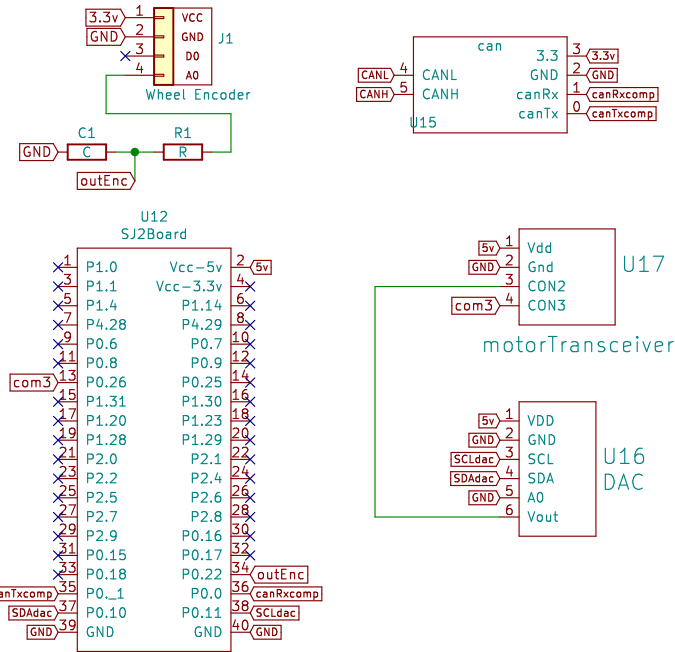 3.3v 1 VCC
GND 2 GND J1
3 D0
4 A0
Wheel Encoder
C1 R1
GND C R
outEnc
can
3.3 3 3.3v
CANL 4 CANL GND 2 GND
CANH 5 CANH canRx 1 canRxcomp
canTx 0 canTxcomp
U15
U12
SJ2Board
1 P1.0 Vcc-5v 2 5v
3 P1.1 Vcc-3.3v 4
5 P1.4 P1.14 6
7 P4.28 P4.29 8
9 P0.6 P0.7 10
11 P0.8 P0.9 12
com3 13 P0.26 P0.25 14
15 P1.31 P1.30 16
17 P1.20 P1.23 18
19 P1.28 P1.29 20
21 P2.0 P2.1 22
23 P2.2 P2.4 24
25 P2.5 P2.6 26
27 P2.7 P2.8 28
29 P2.9 P0.16 30
31 P0.15 P0.17 32
33 P0.18 P0.22 34 outEnc
anTxcomp 35 P0._1 P0.0 36 canRxcomp
SDAdac 37 P0.10 P0.11 38 SCLdac
GND 39 GND GND 40 GND
5v 1 Vdd U17
GND 2 Gnd
3 CON2
com3 4 CON3
motorTransceiver
5v 1 VDD
GND 2 GND
SCLdac 3 SCL U16
SDAdac 4 SDA DAC
GND 5 A0
6 Vout